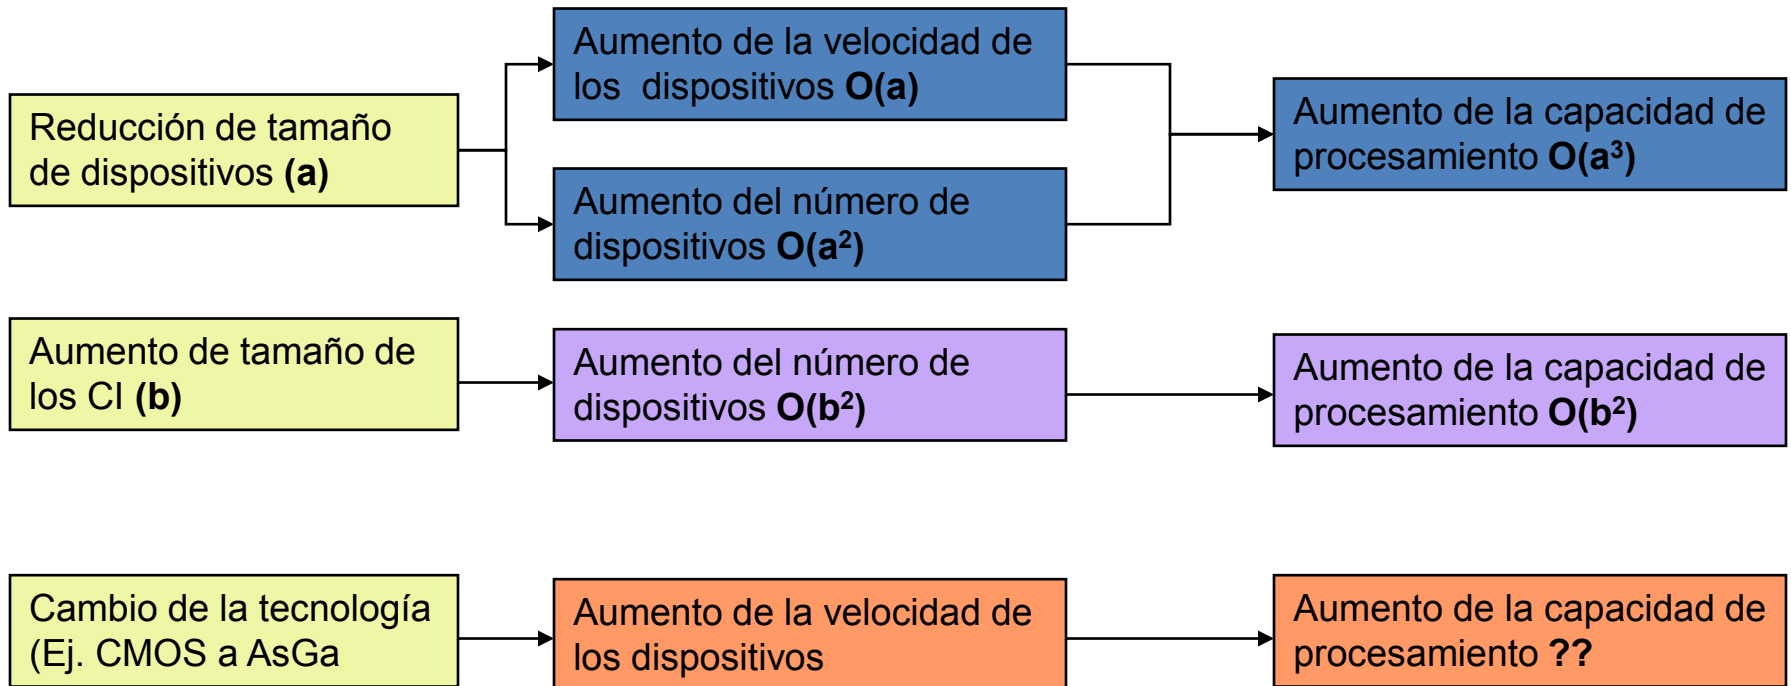 Reducción de tamaño
de dispositivos (a)
Aumento de la velocidad de
los dispositivos O(a)
Aumento del número de
dispositivos O(a²)
Aumento de la capacidad de
procesamiento O(a³)
Aumento de tamaño de
los CI (b)
Aumento del número de
dispositivos O(b²)
Aumento de la capacidad de
procesamiento O(b²)
Cambio de la tecnología
(Ej. CMOS a AsGa
Aumento de la velocidad de
los dispositivos
Aumento de la capacidad de
procesamiento ??